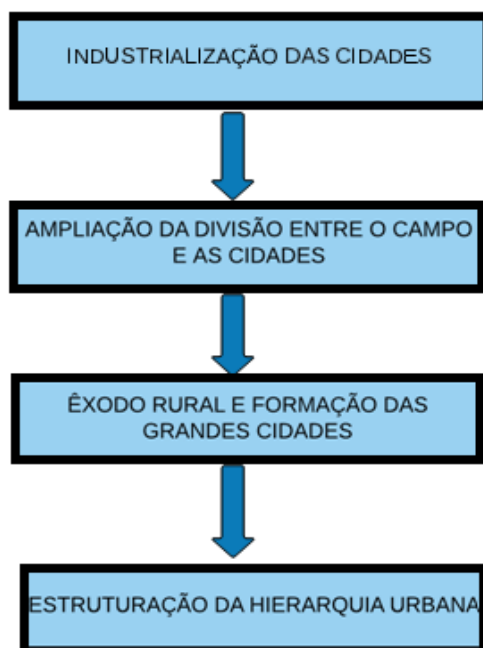 INDUSTRIALIZAÇÃO DAS CIDADES
AMPLIAÇÃO DA DIVISÃO ENTRE O CAMPO
E AS CIDADES
ÊXODO RURAL E FORMAÇÃO DAS
GRANDES CIDADES
ESTRUTURAÇÃO DA HIERARQUIA URBANA